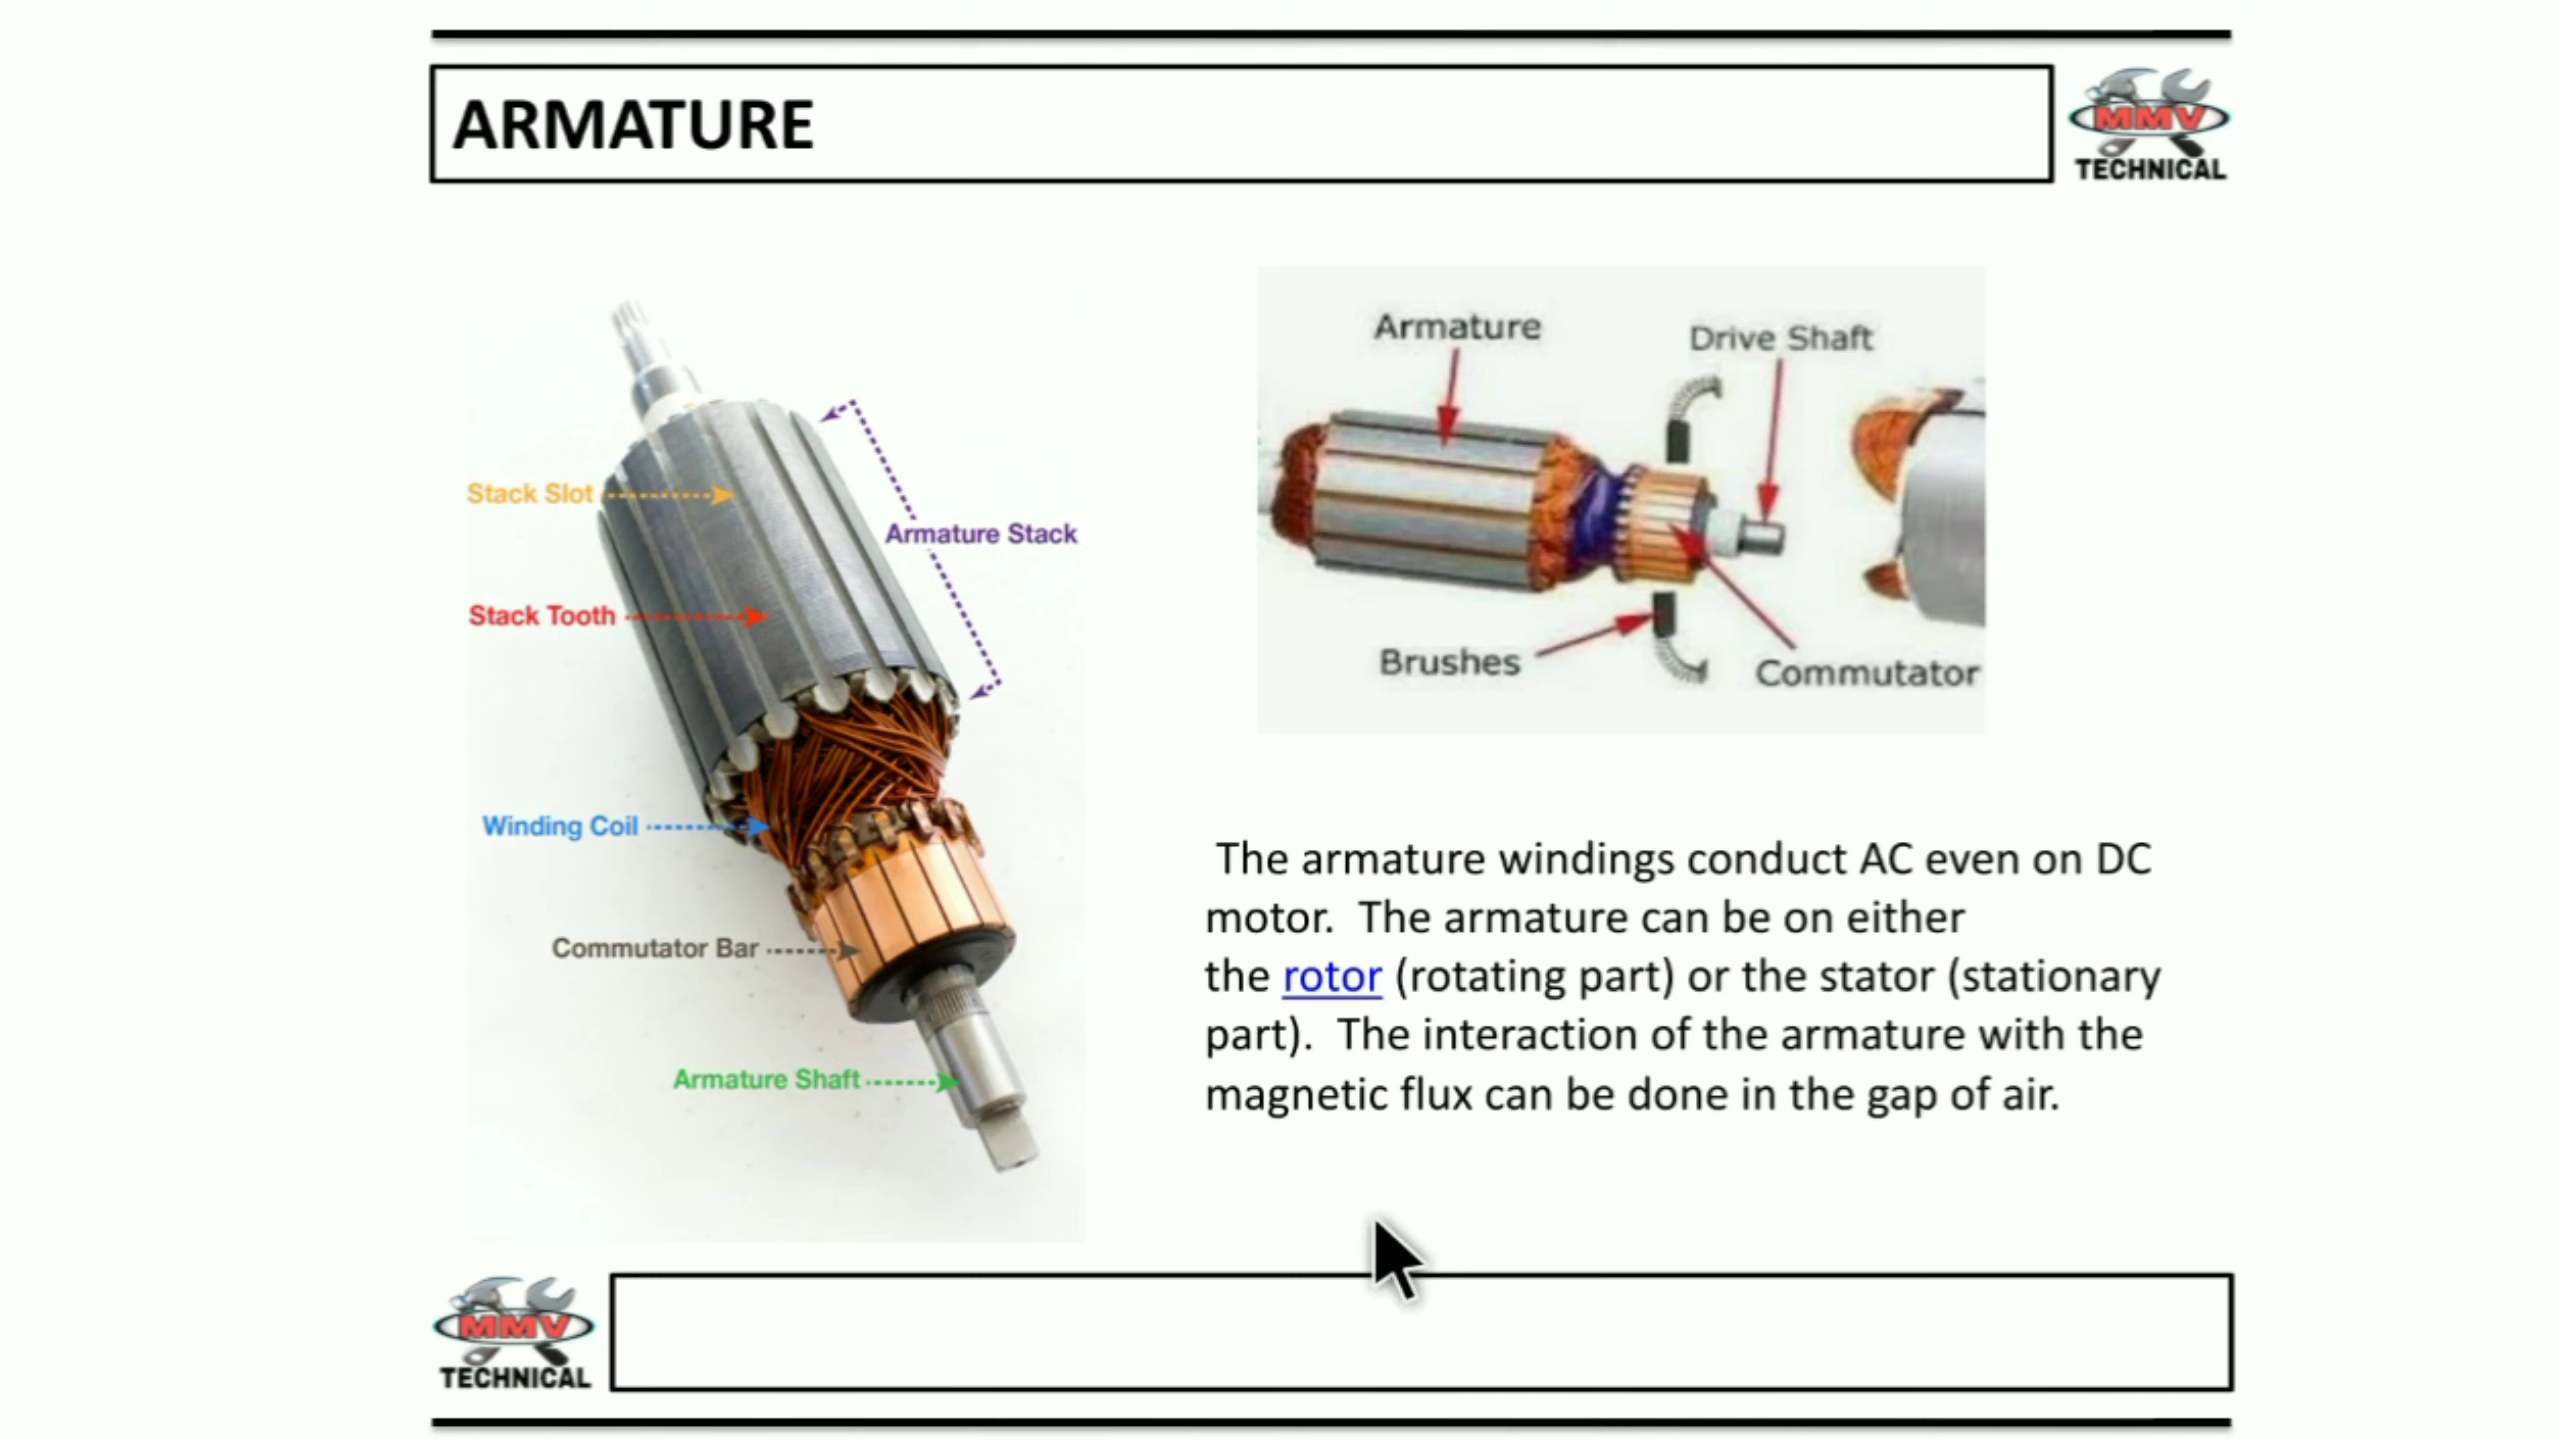 ARMATURE
MMV
TECHNICAL
Stack Slot
Armature Stack
Stack Tooth
Winding Coil
Commutator Bar
Armature Shaft
Armature
Drive Shaft
Brushes
Commutator
The armature windings conduct AC even on DC
motor. The armature can be on either
the rotor (rotating part) or the stator (stationary
part). The interaction of the armature with the
magnetic flux can be done in the gap of air.
MMV
TECHNICAL